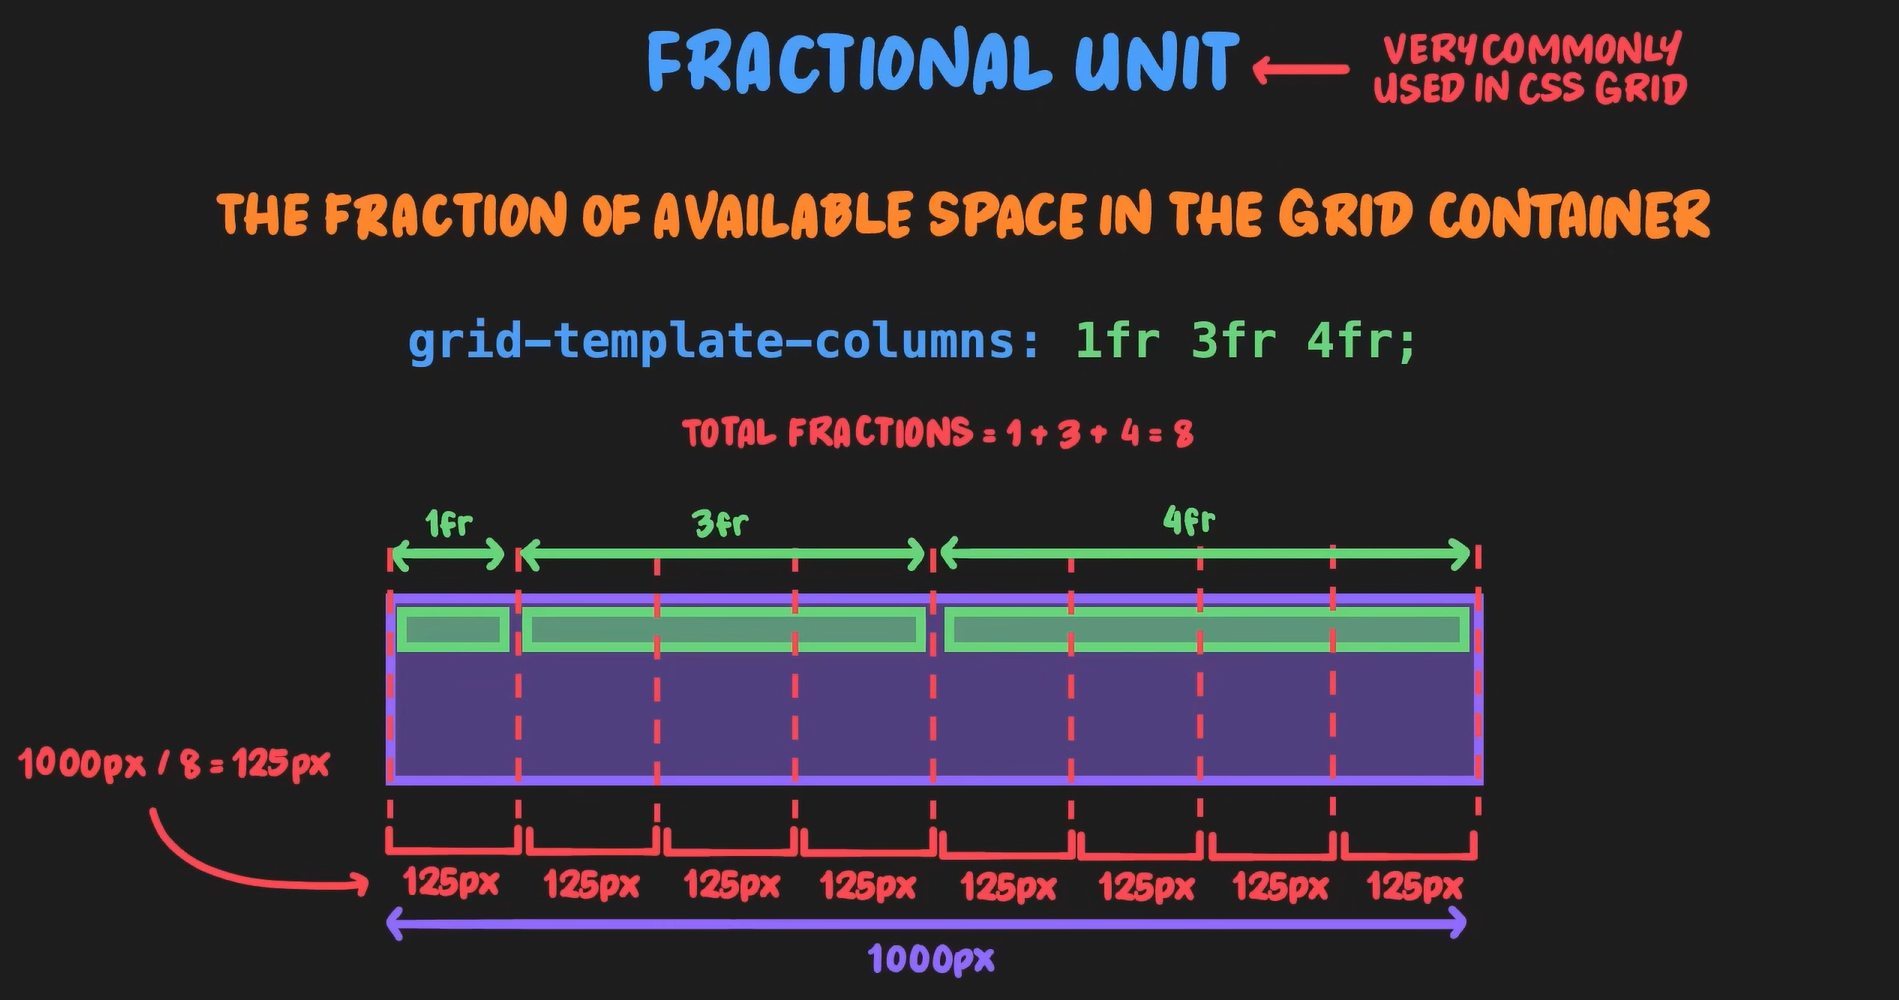 FRACTIONAL UNIT
VERY COMMONLY
USED IN CSS GRID
THE FRACTION OF AVAILABLE SPACE IN THE GRID CONTAINER
grid-template-columns: 1fr 3fr 4fr;
TOTAL FRACTIONS = 1 + 3 + 4 = 8
1fr 3fr 4fr
1000px / 8 = 125px
125px 125px 125px 125px 125px 125px 125px 125px
1000px